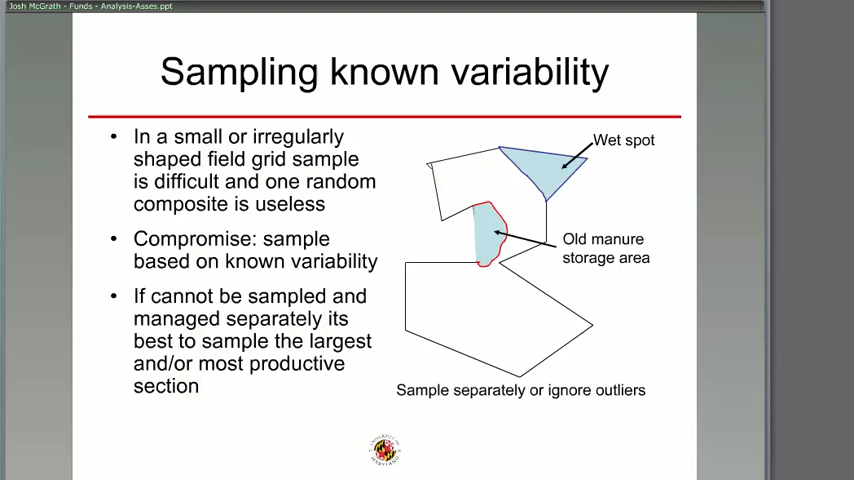 Josh McGrath - Funds - Analysis-Asses.ppt
Sampling known variability
• In a small or irregularly
shaped field grid sample
is difficult and one random
composite is useless
• Compromise: sample
based on known variability
• If cannot be sampled and
managed separately its
best to sample the largest
and/or most productive
section
Wet spot
Old manure
storage area
Sample separately or ignore outliers
UNIVERSITY OF
MARYLAND